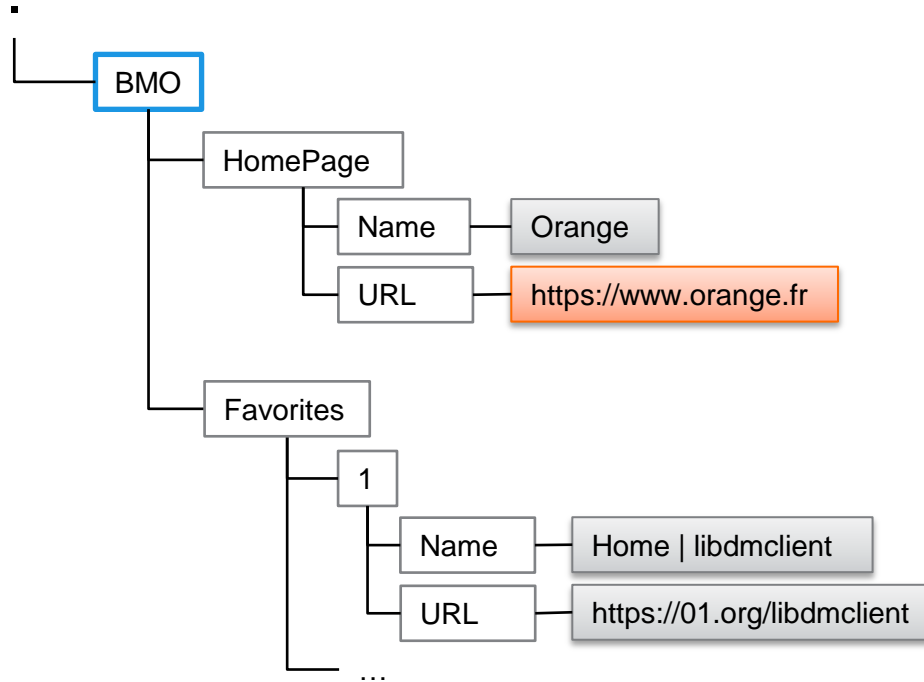 .
BMO
HomePage
Name
Orange
URL
https://www.orange.fr
Favorites
1
Name
Home | libdmclient
URL
https://01.org/libdmclient
...